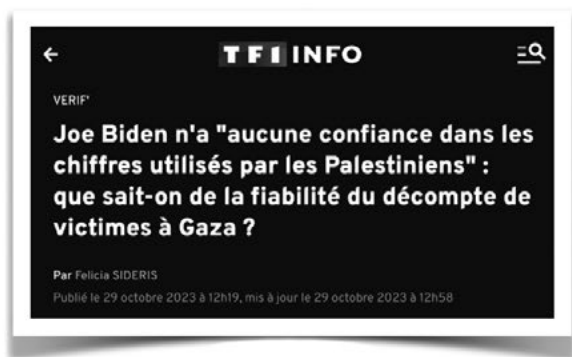 TF1 INFO
VERIF'
Joe Biden n'a "aucune confiance dans les
chiffres utilisés par les Palestiniens" :
que sait-on de la fiabilité du décompte de
victimes à Gaza ?
Par Felicia SIDERIS
Publié le 29 octobre 2023 à 12h19, mis à jour le 29 octobre 2023 à 12h58